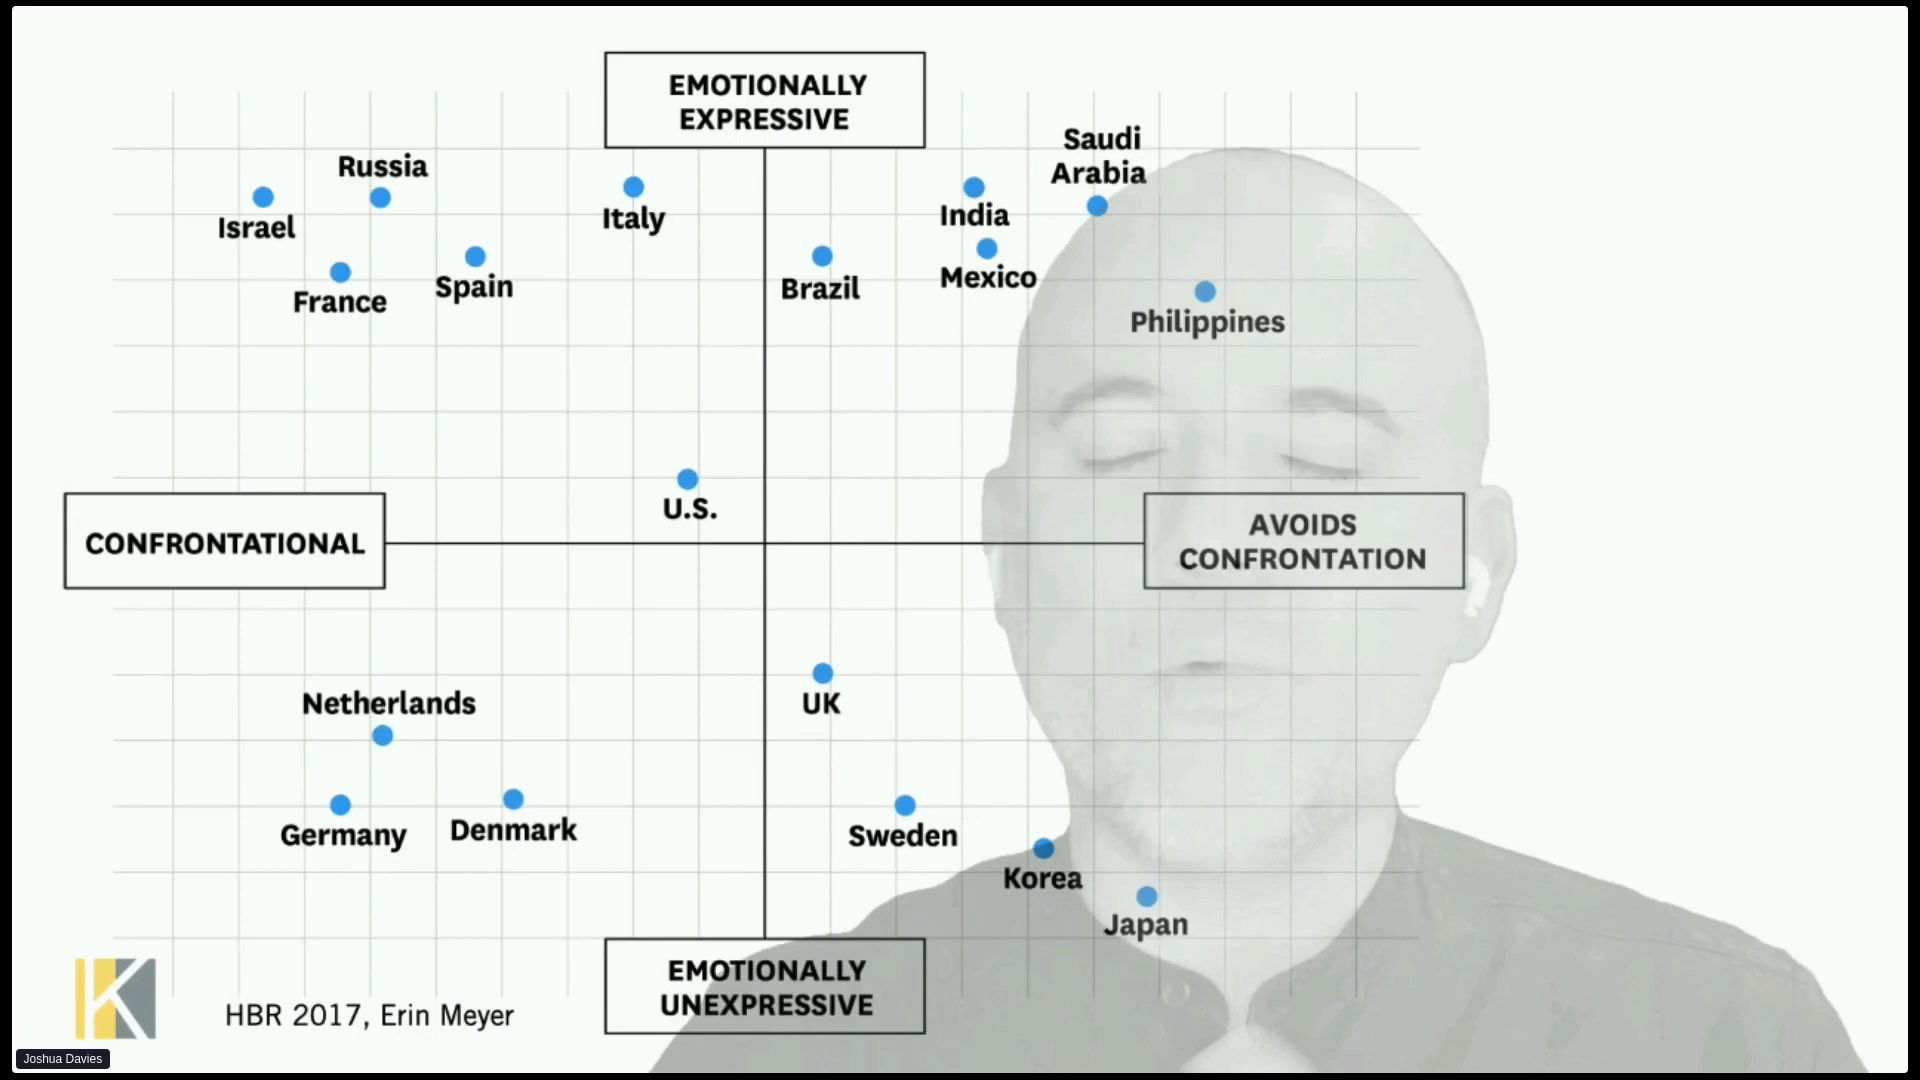 EMOTIONALLY
EXPRESSIVE
Saudi
Arabia
Russia
Israel
Italy
India
Spain
France
Brazil
Mexico
Philippines
U.S.
CONFRONTATIONAL
AVOIDS
CONFRONTATION
Netherlands
UK
Germany
Denmark
Sweden
Korea
Japan
EMOTIONALLY
UNEXPRESSIVE
K
HBR 2017, Erin Meyer
Joshua Davies